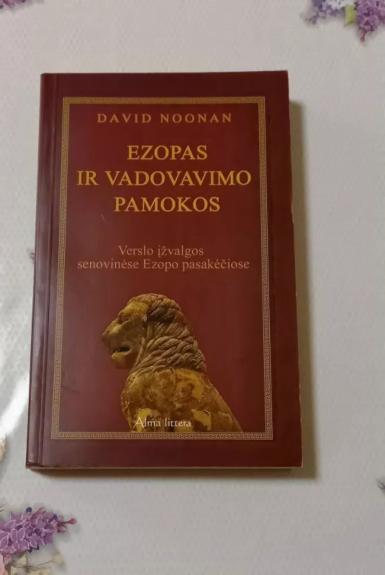 DAVID NOONAN
EZOPAS
IR VADOVAVIMO
PAMOKOS
Verslo įžvalgos
senovinėse Ezopo pasakėčiose
Alma littera